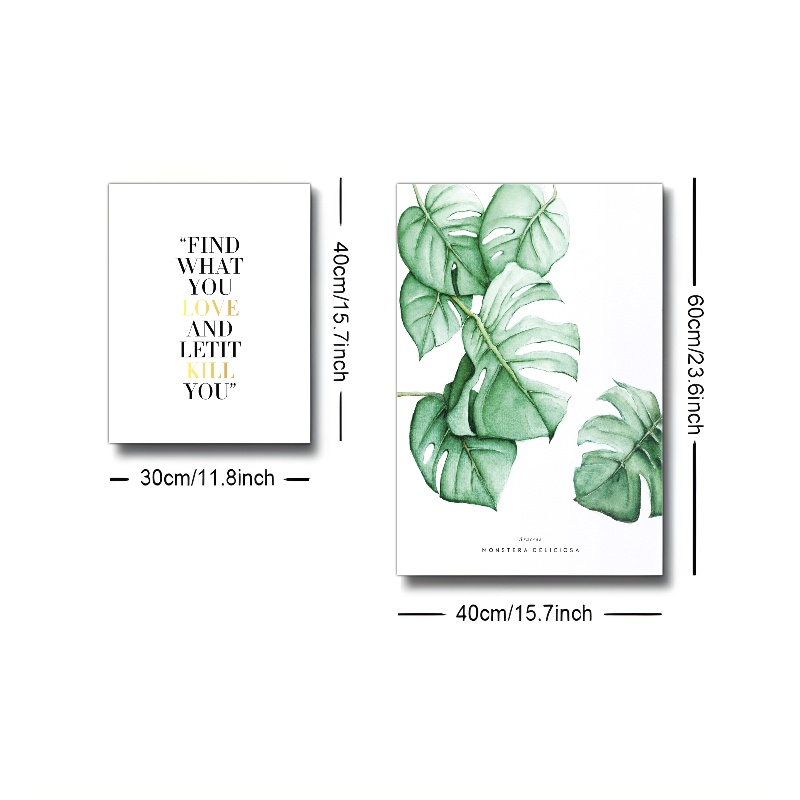 “FIND
WHAT
YOU
LOVE
AND
LETIT
KILL
YOU”
40cm/15.7inch
30cm/11.8inch
MONSTERA DELICIOSA
60cm/23.6inch
40cm/15.7inch